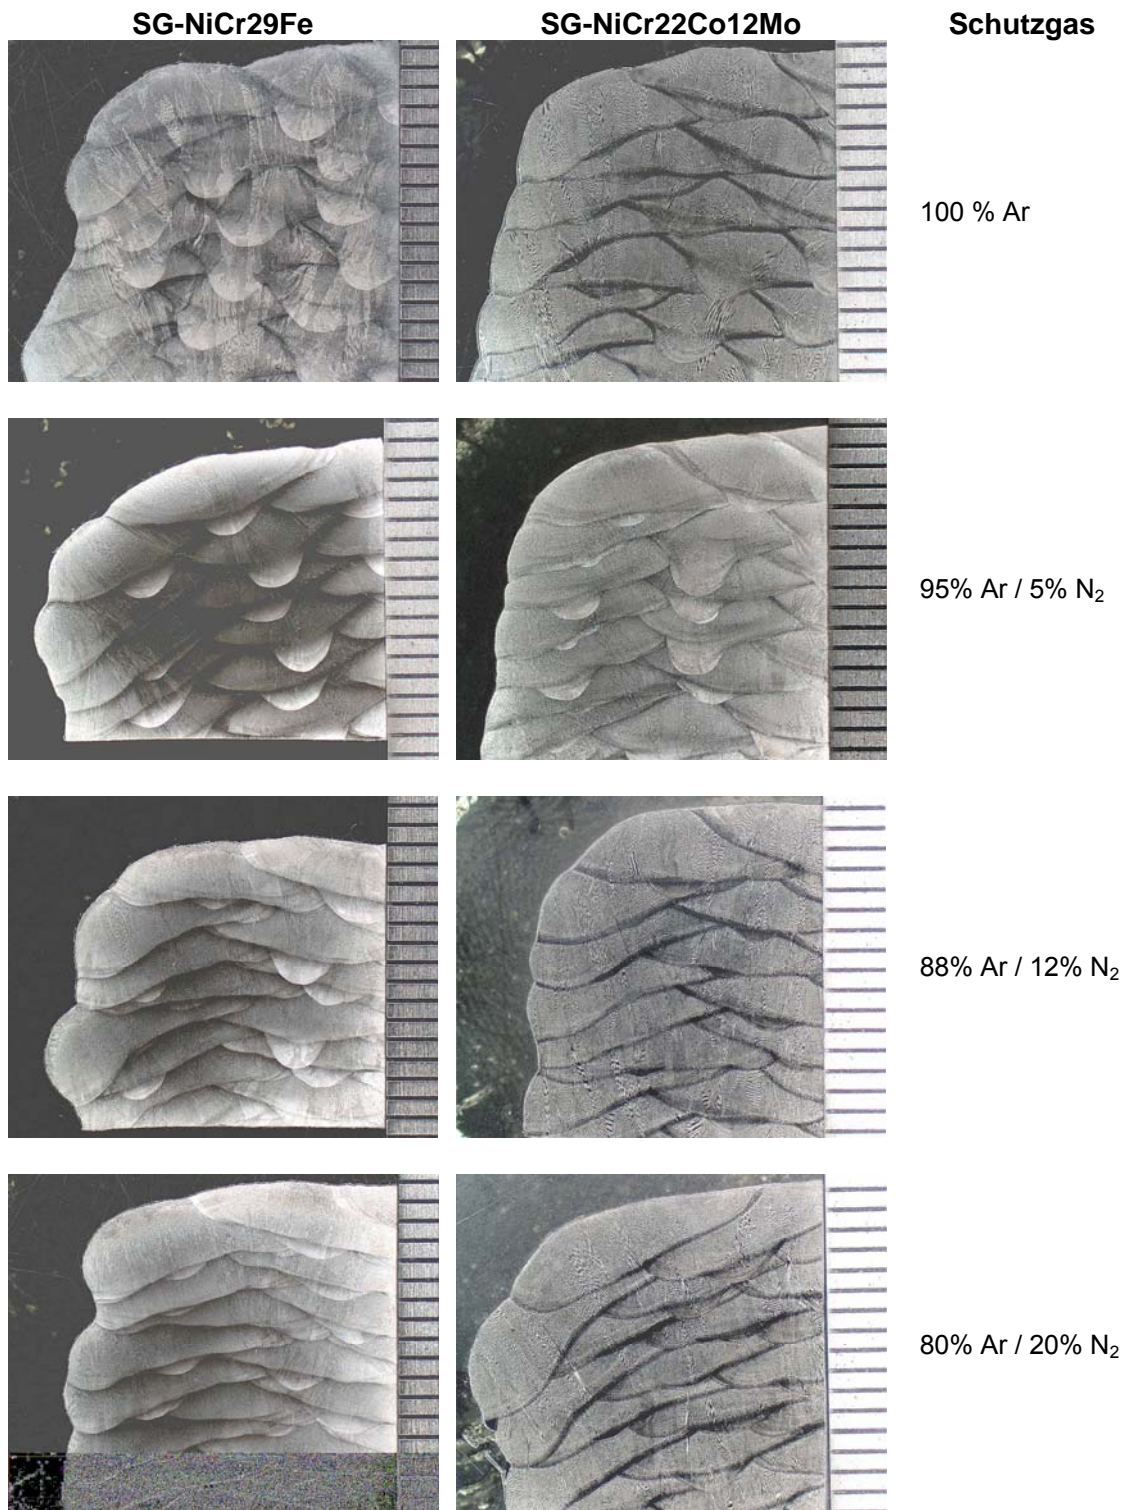 SG-NiCr29Fe SG-NiCr22Co12Mo Schutzgas
100 % Ar
95% Ar / 5% N₂
88% Ar / 12% N₂
80% Ar / 20% N₂